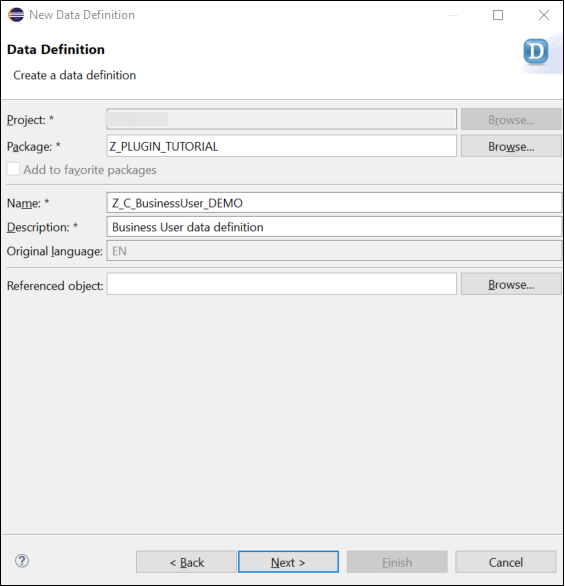 New Data Definition
Data Definition
Create a data definition
D
Project: *
Browse...
Package: * Z_PLUGIN_TUTORIAL Browse...
Add to favorite packages
Name: * Z_C_BusinessUser_DEMO
Description: * Business User data definition
Original language: EN
Referenced object: Browse...
? < Back Next > Finish Cancel